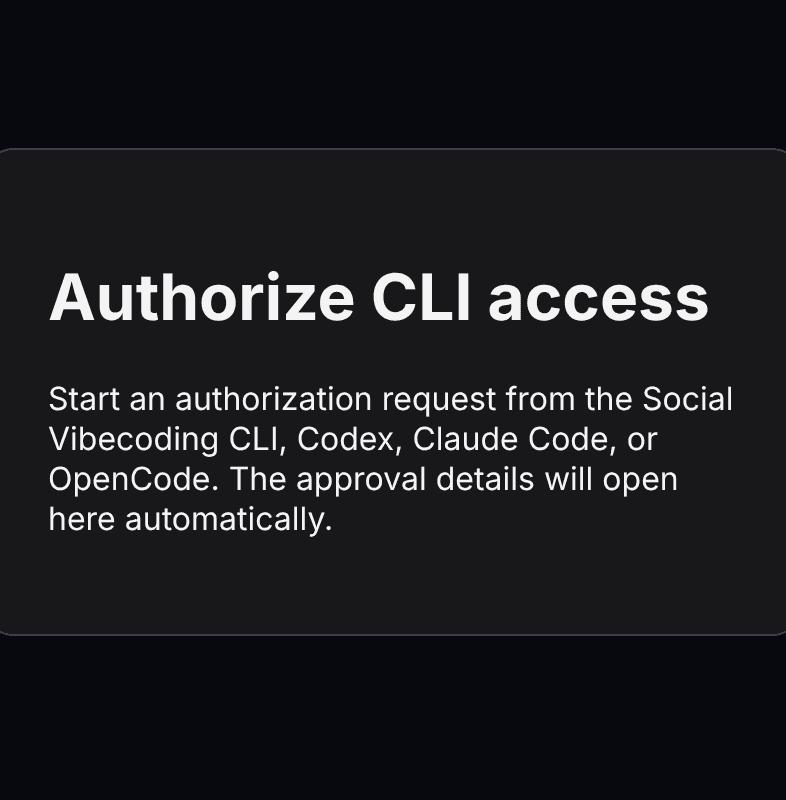 Authorize CLI access
Start an authorization request from the Social
Vibecoding CLI, Codex, Claude Code, or
OpenCode. The approval details will open
here automatically.